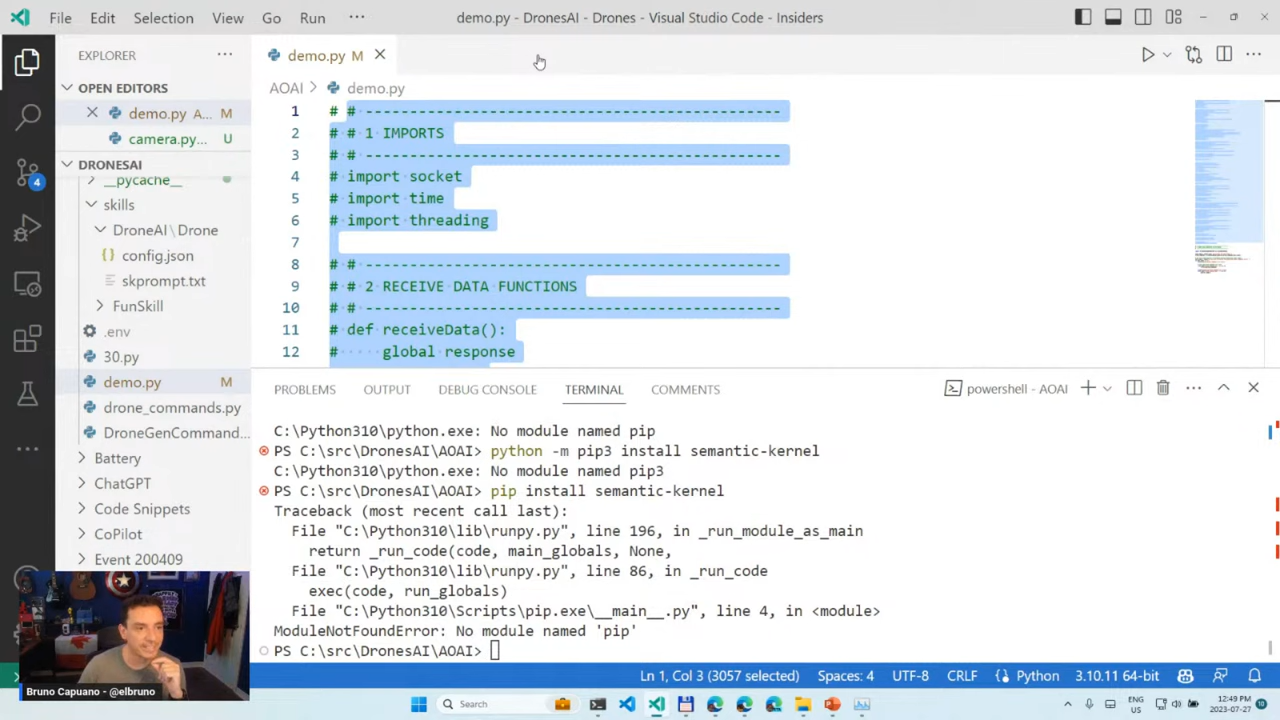 File Edit Selection View Go Run ··· demo.py - DronesAI - Drones - Visual Studio Code - Insiders
EXPLORER ···
OPEN EDITORS
demo.py A... M
camera.py... U
DRONESAI
__pycache__
skills
DroneAI \ Drone
config.json
skprompt.txt
FunSkill
.env
30.py
demo.py M
drone_commands.py
DroneGenCommand...
Battery
ChatGPT
Code Snippets
CoPilot
Event 200409
4
demo.py M
AOAI > demo.py
1 # # ------------------------------------------------
2 # # 1 IMPORTS
3 # # ------------------------------------------------
4 # import socket
5 # import time
6 # import threading
7
8 # # ------------------------------------------------
9 # # 2 RECEIVE DATA FUNCTIONS
10 # # ------------------------------------------------
11 # def receiveData():
12 #     global response
PROBLEMS OUTPUT DEBUG CONSOLE TERMINAL COMMENTS powershell - AOAI
C:\Python310\python.exe: No module named pip
PS C:\src\DronesAI\AOAI> python -m pip3 install semantic-kernel
C:\Python310\python.exe: No module named pip3
PS C:\src\DronesAI\AOAI> pip install semantic-kernel
Traceback (most recent call last):
  File "C:\Python310\lib\runpy.py", line 196, in _run_module_as_main
    return _run_code(code, main_globals, None,
  File "C:\Python310\lib\runpy.py", line 86, in _run_code
    exec(code, run_globals)
  File "C:\Python310\Scripts\pip.exe\__main__.py", line 4, in <module>
ModuleNotFoundError: No module named 'pip'
PS C:\src\DronesAI\AOAI>
Ln 1, Col 3 (3057 selected) Spaces: 4 UTF-8 CRLF Python 3.10.11 64-bit
Bruno Capuano - @elbruno
Search
ENG
US
12:49 PM
2023-07-27